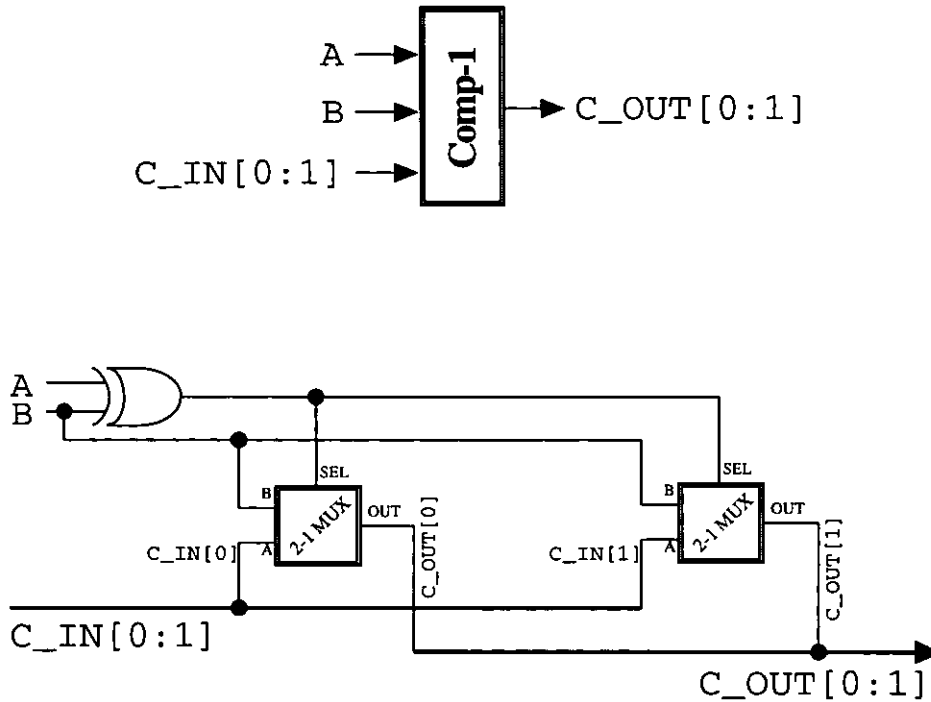 A
B
C_IN[0:1]
Comp-1
C_OUT[0:1]
A
B
SEL
B
A
2-1 MUX
OUT
C_IN[0]
C_OUT[0]
SEL
B
A
2-1 MUX
OUT
C_IN[1]
C_OUT[1]
C_IN[0:1]
C_OUT[0:1]